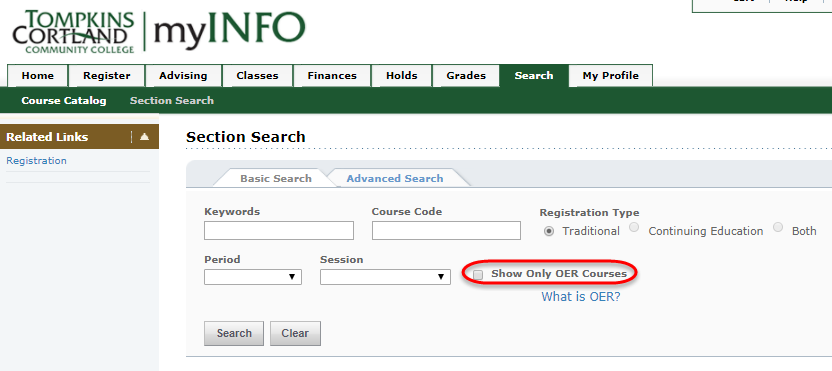 Cart Help
TOMPKINS
CORTLAND
COMMUNITY COLLEGE
myINFO
Home Register Advising Classes Finances Holds Grades Search My Profile
Course Catalog Section Search
Related Links
Registration
Section Search
Basic Search Advanced Search
Keywords Course Code Registration Type
Traditional Continuing Education Both
Period Session
Show Only OER Courses
What is OER?
Search Clear